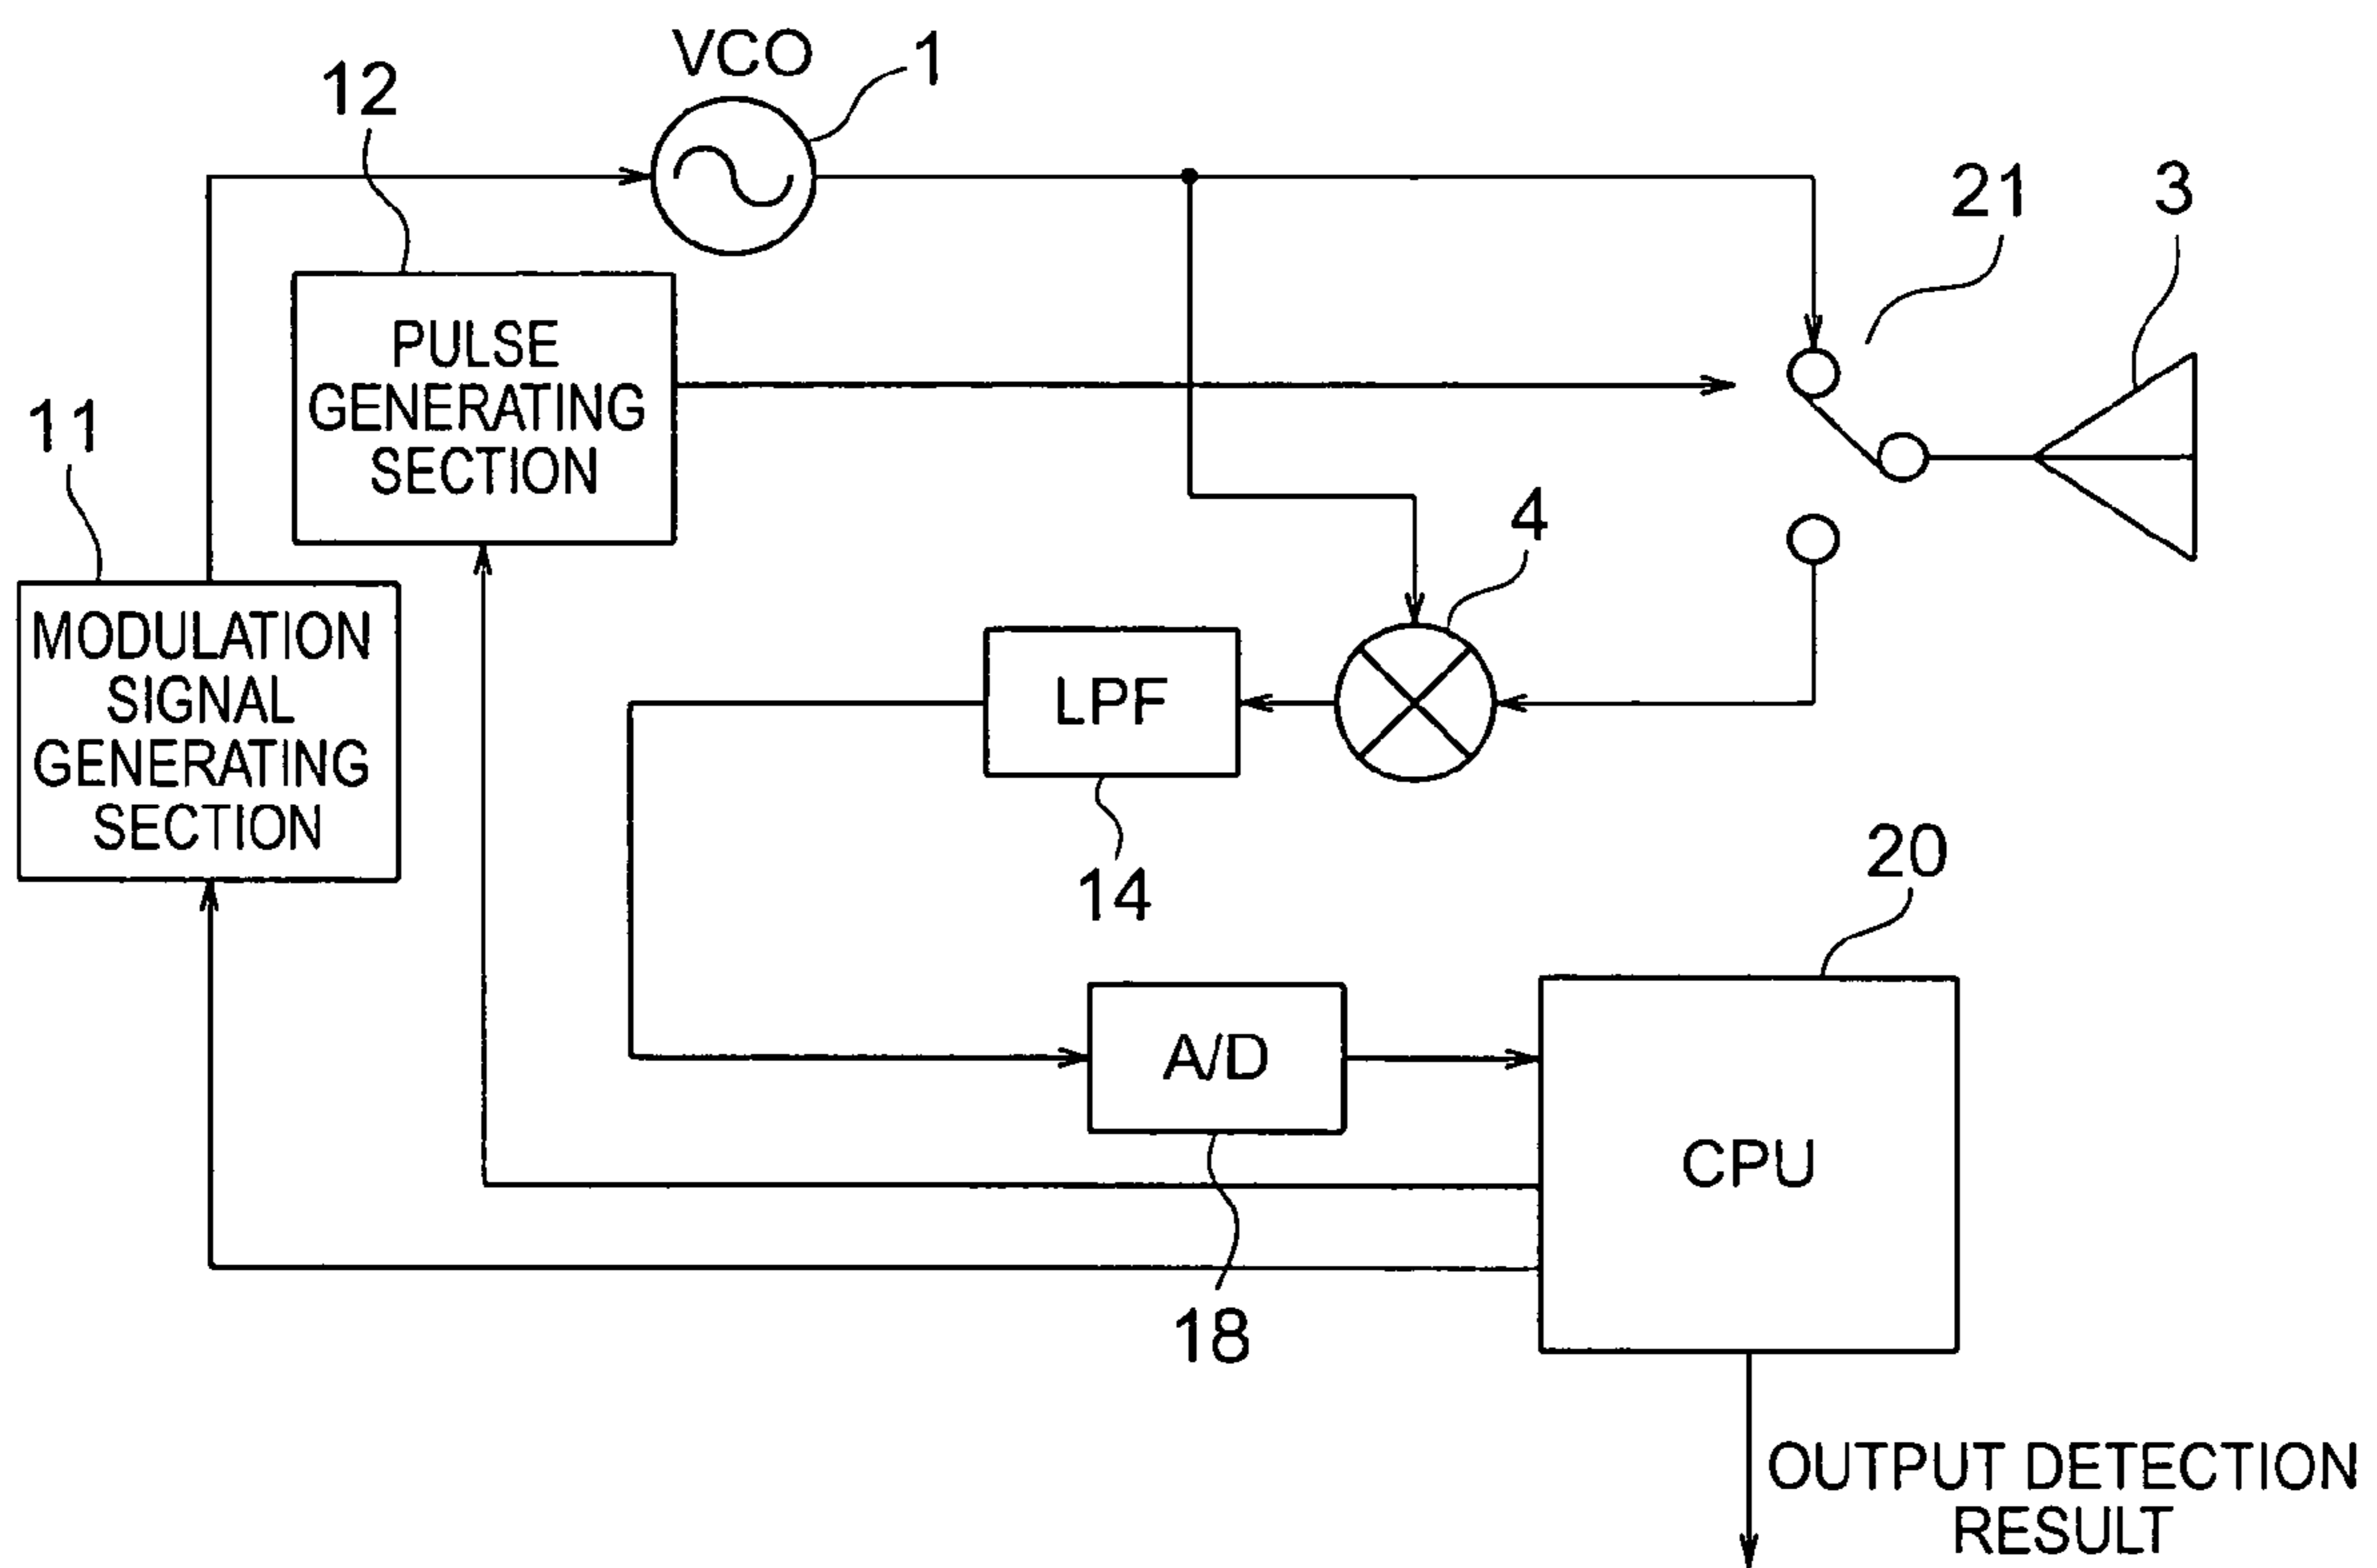 VCO
1
12
21
3
PULSE
GENERATING
SECTION
11
4
MODULATION
SIGNAL
GENERATING
SECTION
LPF
14
20
A/D
CPU
18
OUTPUT DETECTION
RESULT